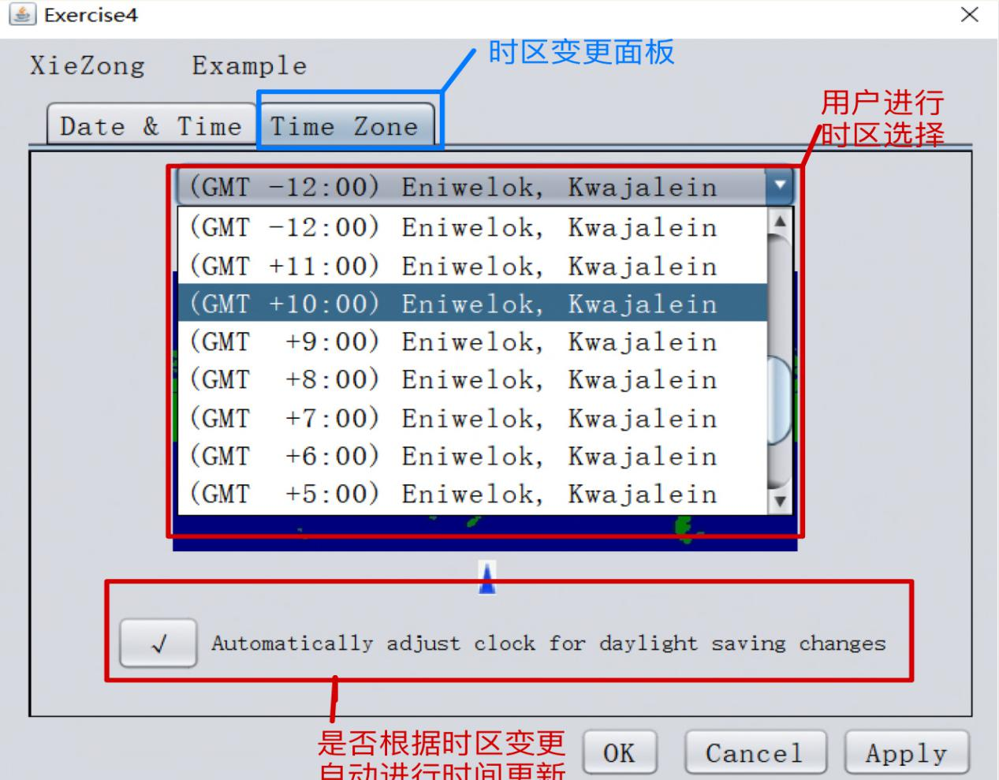 Exercise4
时区变更面板
XieZong Example
用户进行
时区选择
Date & Time Time Zone
(GMT -12:00) Eniwelok, Kwajalein
(GMT -12:00) Eniwelok, Kwajalein
(GMT +11:00) Eniwelok, Kwajalein
(GMT +10:00) Eniwelok, Kwajalein
(GMT +9:00) Eniwelok, Kwajalein
(GMT +8:00) Eniwelok, Kwajalein
(GMT +7:00) Eniwelok, Kwajalein
(GMT +6:00) Eniwelok, Kwajalein
(GMT +5:00) Eniwelok, Kwajalein
√ Automatically adjust clock for daylight saving changes
是否根据时区变更
自动进行时间更新
OK Cancel Apply